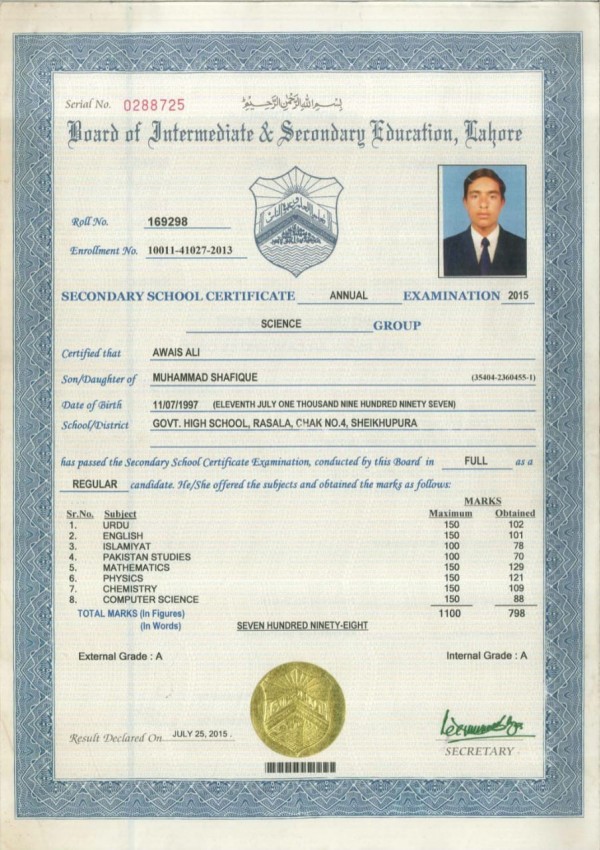 Serial No. 0288725
بسم الله الرحمن الرحيم
Board of Intermediate & Secondary Education, Lahore
Roll No. 169298
Enrollment No. 10011-41027-2013
SECONDARY SCHOOL CERTIFICATE ANNUAL EXAMINATION 2015
SCIENCE GROUP
Certified that AWAIS ALI
Son/Daughter of MUHAMMAD SHAFIQUE (35404-2360455-1)
Date of Birth 11/07/1997 (ELEVENTH JULY ONE THOUSAND NINE HUNDRED NINETY SEVEN)
School/District GOVT. HIGH SCHOOL, RASALA, CHAK NO.4, SHEIKHUPURA
has passed the Secondary School Certificate Examination, conducted by this Board in FULL as a
REGULAR candidate. He/She offered the subjects and obtained the marks as follows:
MARKS
Sr.No. Subject Maximum Obtained
1. URDU 150 102
2. ENGLISH 150 101
3. ISLAMIYAT 100 78
4. PAKISTAN STUDIES 100 70
5. MATHEMATICS 150 129
6. PHYSICS 150 121
7. CHEMISTRY 150 109
8. COMPUTER SCIENCE 150 88
TOTAL MARKS (In Figures) 1100 798
(In Words) SEVEN HUNDRED NINETY-EIGHT
External Grade : A Internal Grade : A
Result Declared On JULY 25, 2015 .
SECRETARY